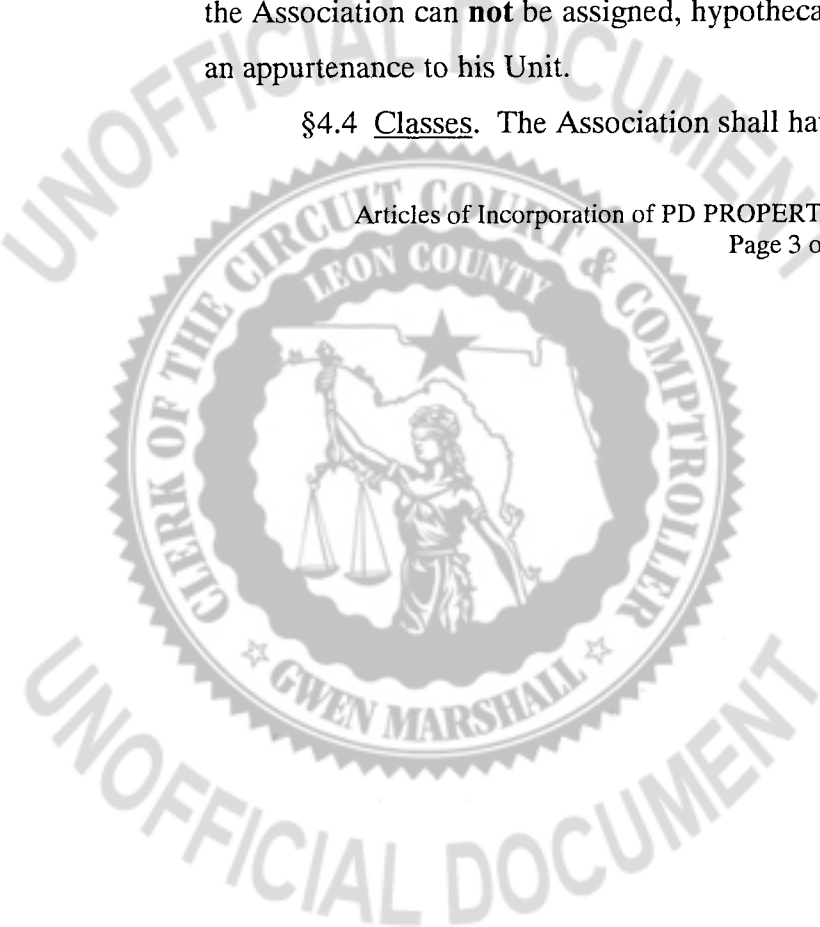 the Association can not be assigned, hypotheca
an appurtenance to his Unit.
§4.4 Classes. The Association shall ha
Articles of Incorporation of PD PROPERT
Page 3 o
UNOFFICIAL DOCUMENT
CLERK OF THE CIRCUIT COURT & COMPTROLLER
LEON COUNTY
GWEN MARSHALL
UNOFFICIAL DOCUMENT